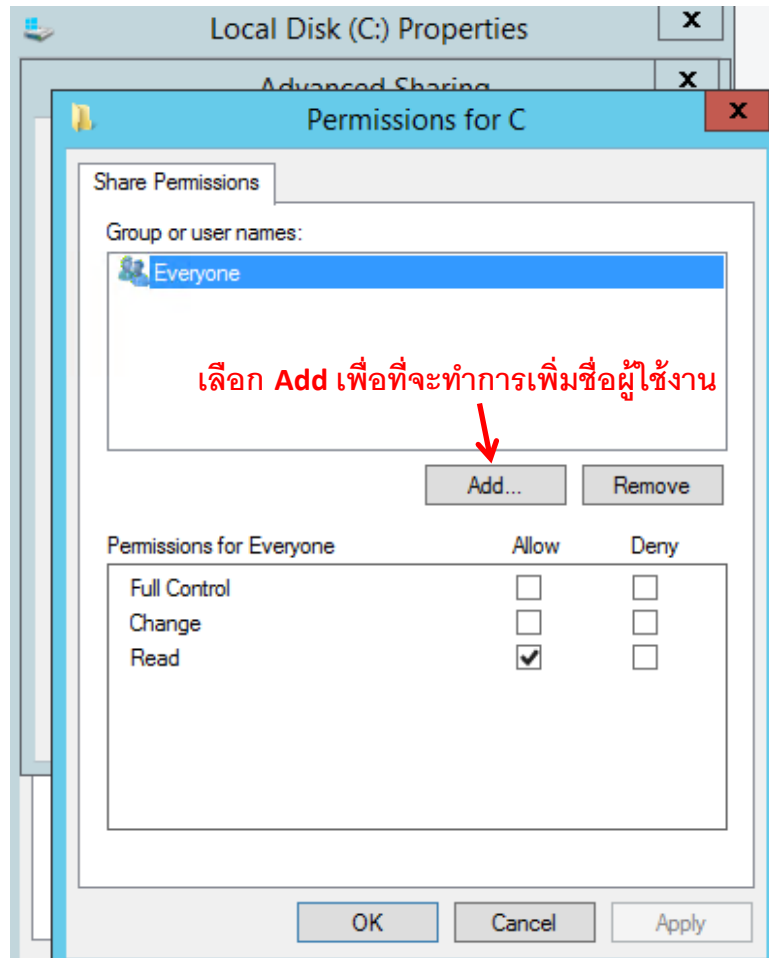 Local Disk (C:) Properties
x
Advanced Sharing
x
Permissions for C
x
Share Permissions
Group or user names:
Everyone
เลือก Add เพื่อที่จะทำการเพิ่มชื่อผู้ใช้งาน
Add... Remove
Permissions for Everyone Allow Deny
Full Control
Change
Read
OK Cancel Apply